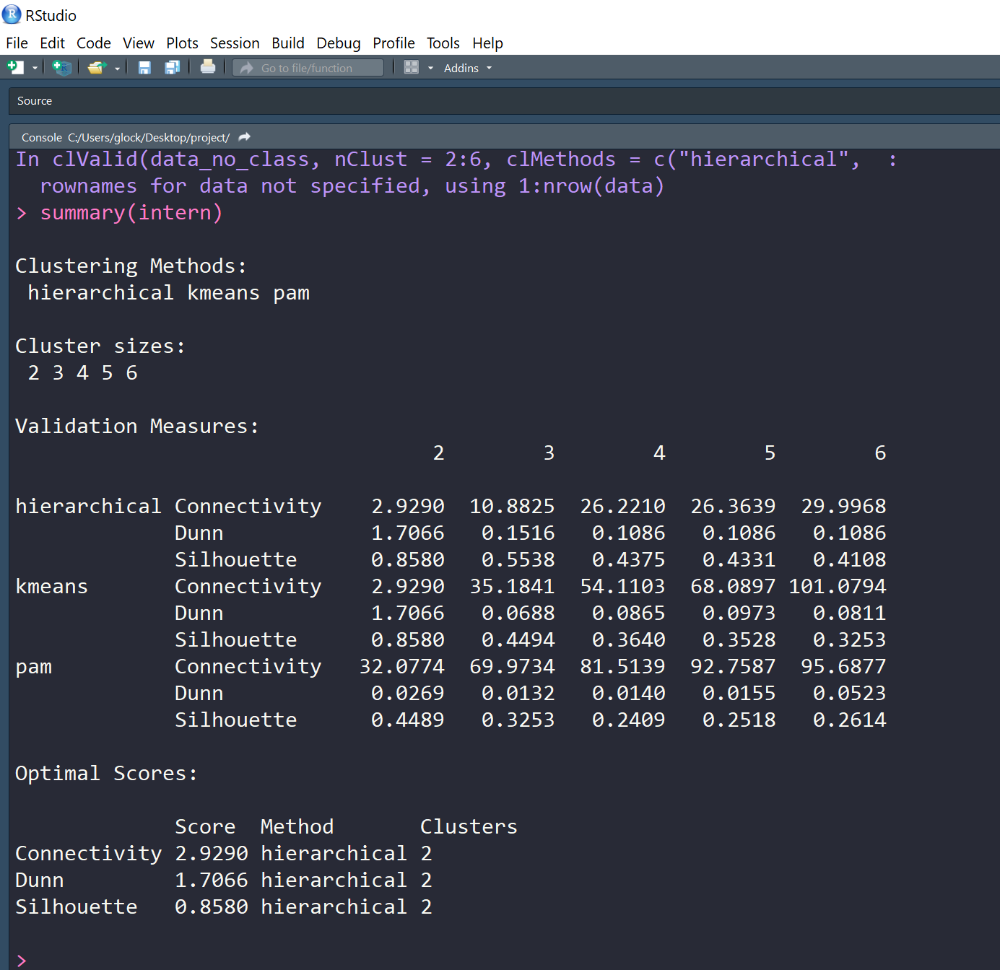 RStudio
File Edit Code View Plots Session Build Debug Profile Tools Help
Go to file/function Addins
Source
Console C:/Users/glock/Desktop/project/
In clValid(data_no_class, nClust = 2:6, clMethods = c("hierarchical",  :
  rownames for data not specified, using 1:nrow(data)
> summary(intern)
Clustering Methods:
 hierarchical kmeans pam
Cluster sizes:
 2 3 4 5 6
Validation Measures:
                                  2        3        4        5        6
hierarchical Connectivity    2.9290  10.8825  26.2210  26.3639  29.9968
             Dunn            1.7066   0.1516   0.1086   0.1086   0.1086
             Silhouette      0.8580   0.5538   0.4375   0.4331   0.4108
kmeans       Connectivity    2.9290  35.1841  54.1103  68.0897 101.0794
             Dunn            1.7066   0.0688   0.0865   0.0973   0.0811
             Silhouette      0.8580   0.4494   0.3640   0.3528   0.3253
pam          Connectivity   32.0774  69.9734  81.5139  92.7587  95.6877
             Dunn            0.0269   0.0132   0.0140   0.0155   0.0523
             Silhouette      0.4489   0.3253   0.2409   0.2518   0.2614
Optimal Scores:
             Score  Method       Clusters
Connectivity 2.9290 hierarchical 2
Dunn         1.7066 hierarchical 2
Silhouette   0.8580 hierarchical 2
>